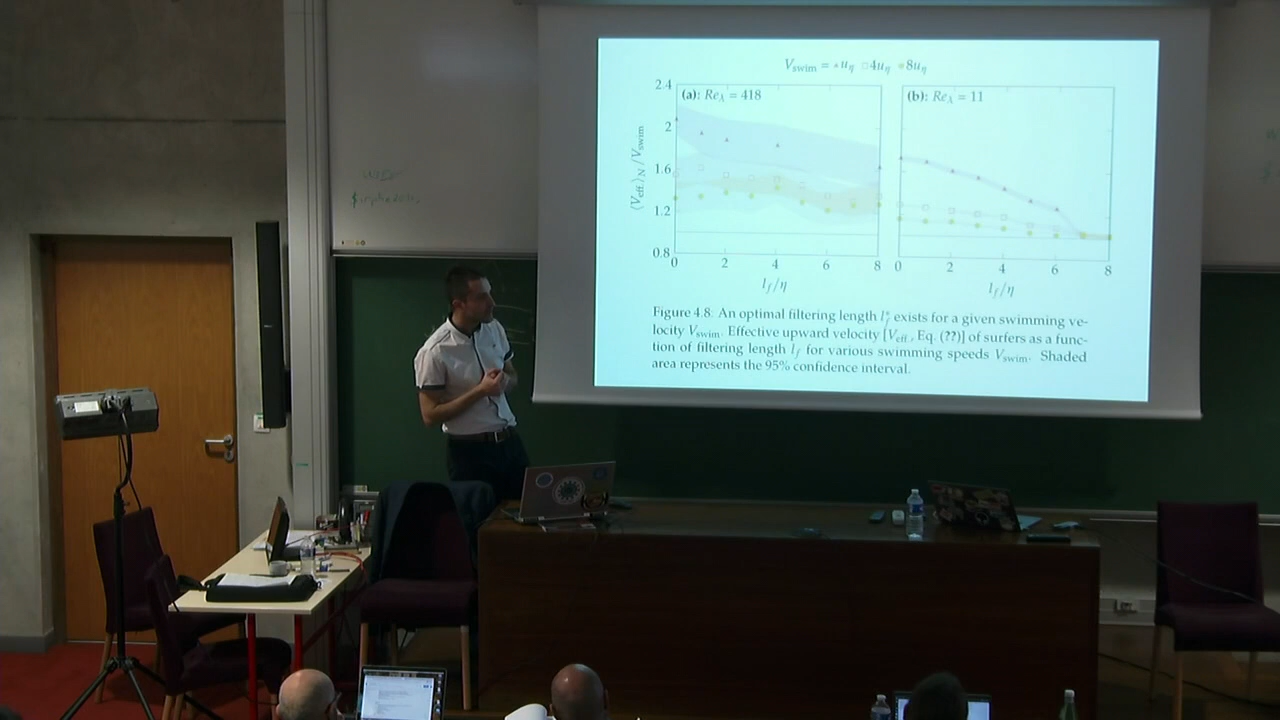 V_swim = ▲ u_η □ 4u_η ● 8u_η
2.4
2
1.6
1.2
0.8
⟨V_eff.⟩_N / V_swim
(a): Re_λ = 418
(b): Re_λ = 11
0 2 4 6 8
0 2 4 6 8
l_f/η
l_f/η
Figure 4.8: An optimal filtering length l_f^* exists for a given swimming ve-
locity V_swim. Effective upward velocity [V_eff., Eq. (??)] of surfers as a func-
tion of filtering length l_f for various swimming speeds V_swim. Shaded
area represents the 95% confidence interval.